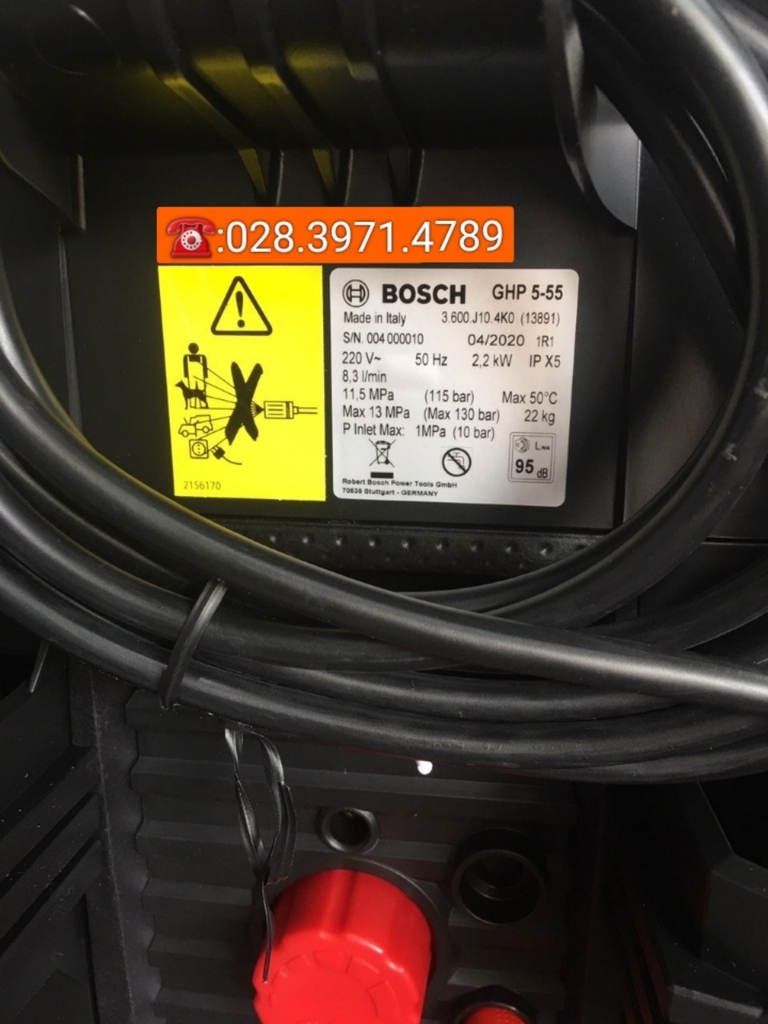 ☎:028.3971.4789
BOSCH GHP 5-55
Made in Italy 3.600.J10.4K0 (13891)
S/N. 004 000010 04/2020 1R1
220 V~ 50 Hz 2,2 kW IP X5
8,3 l/min
11,5 MPa (115 bar) Max 50°C
Max 13 MPa (Max 130 bar) 22 kg
P Inlet Max: 1MPa (10 bar)
LWA
95 dB
Robert Bosch Power Tools GmbH
70538 Stuttgart - GERMANY
2156170